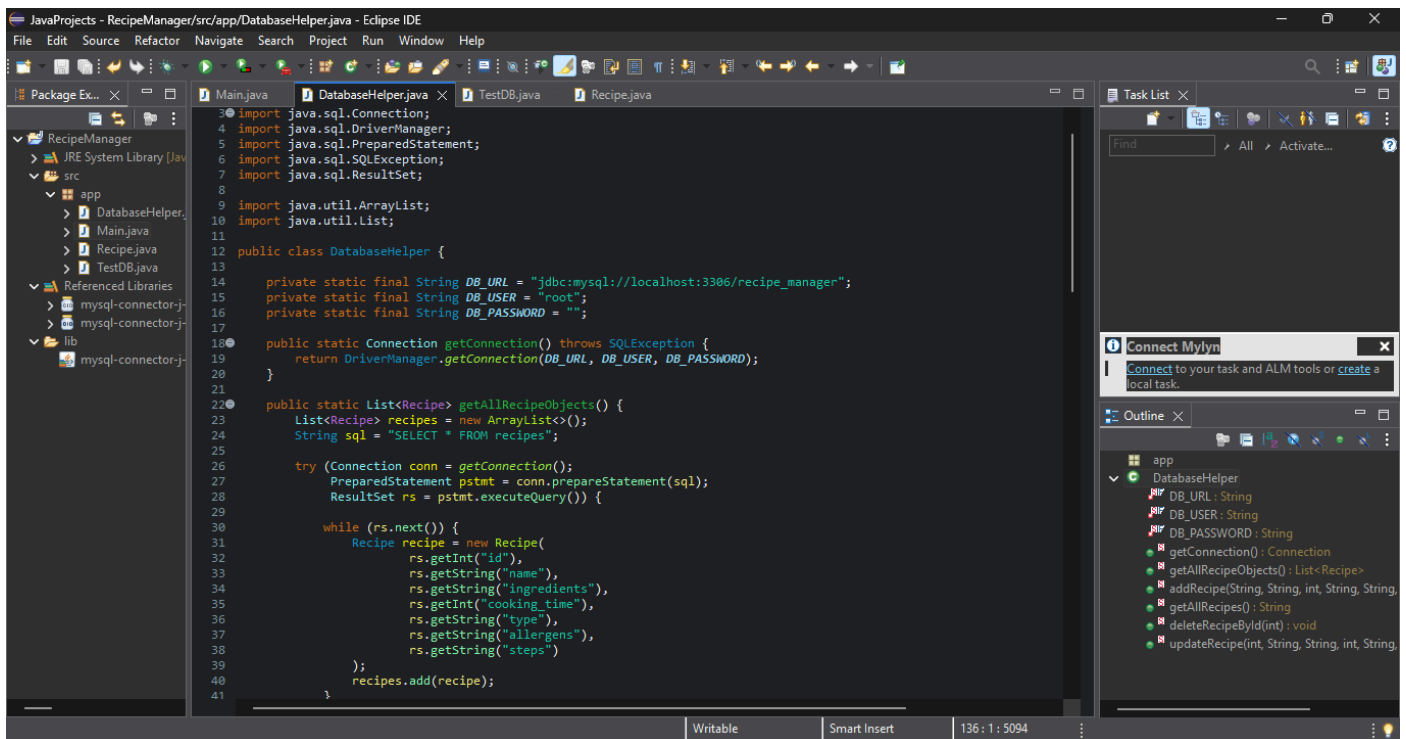 JavaProjects - RecipeManager/src/app/DatabaseHelper.java - Eclipse IDE
File Edit Source Refactor Navigate Search Project Run Window Help
Package Ex...
RecipeManager
JRE System Library [Jav
src
app
DatabaseHelper.
Main.java
Recipe.java
TestDB.java
Referenced Libraries
mysql-connector-j-
mysql-connector-j-
lib
mysql-connector-j-
Main.java DatabaseHelper.java TestDB.java Recipe.java
3 import java.sql.Connection;
4 import java.sql.DriverManager;
5 import java.sql.PreparedStatement;
6 import java.sql.SQLException;
7 import java.sql.ResultSet;
8
9 import java.util.ArrayList;
10 import java.util.List;
11
12 public class DatabaseHelper {
13
14 private static final String DB_URL = "jdbc:mysql://localhost:3306/recipe_manager";
15 private static final String DB_USER = "root";
16 private static final String DB_PASSWORD = "";
17
18 public static Connection getConnection() throws SQLException {
19 return DriverManager.getConnection(DB_URL, DB_USER, DB_PASSWORD);
20 }
21
22 public static List<Recipe> getAllRecipeObjects() {
23 List<Recipe> recipes = new ArrayList<>();
24 String sql = "SELECT * FROM recipes";
25
26 try (Connection conn = getConnection();
27 PreparedStatement pstmt = conn.prepareStatement(sql);
28 ResultSet rs = pstmt.executeQuery()) {
29
30 while (rs.next()) {
31 Recipe recipe = new Recipe(
32 rs.getInt("id"),
33 rs.getString("name"),
34 rs.getString("ingredients"),
35 rs.getInt("cooking_time"),
36 rs.getString("type"),
37 rs.getString("allergens"),
38 rs.getString("steps")
39 );
40 recipes.add(recipe);
41 }
Task List
Find All Activate...
Connect Mylyn
Connect to your task and ALM tools or create a
local task.
Outline
app
DatabaseHelper
DB_URL : String
DB_USER : String
DB_PASSWORD : String
getConnection() : Connection
getAllRecipeObjects() : List<Recipe>
addRecipe(String, String, int, String, String,
getAllRecipes() : String
deleteRecipeById(int) : void
updateRecipe(int, String, String, int, String,
Writable Smart Insert 136 : 1 : 5094